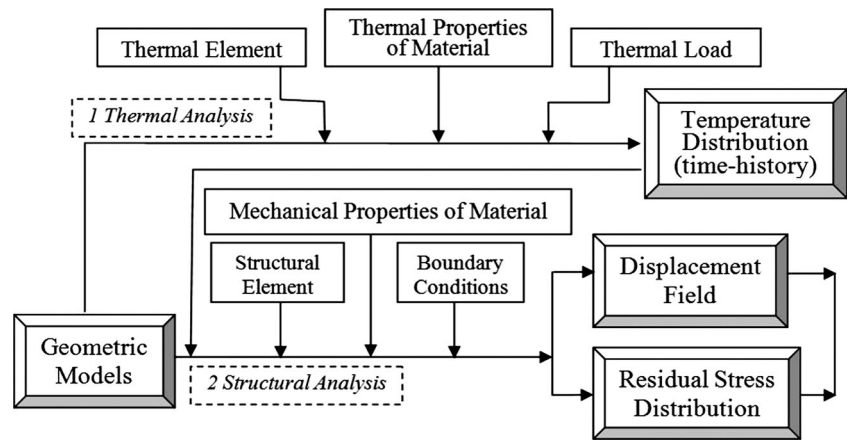 Thermal Element
Thermal Properties
of Material
Thermal Load
1 Thermal Analysis
Temperature
Distribution
(time-history)
Mechanical Properties of Material
Structural
Element
Boundary
Conditions
Displacement
Field
Geometric
Models
2 Structural Analysis
Residual Stress
Distribution